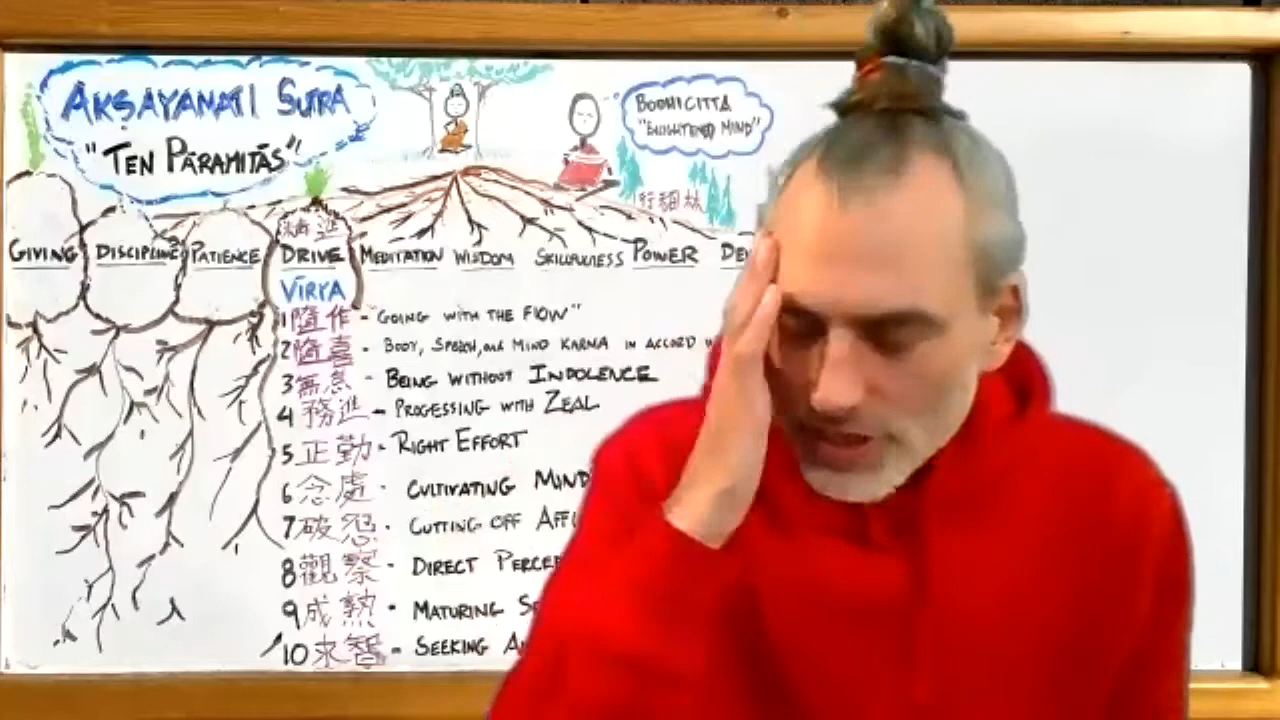 AKṢAYAMATI SUTRA
"TEN PĀRAMITĀS"
BODHICITTA
"ENLIGHTENED MIND"
GIVING DISCIPLINE PATIENCE DRIVE MEDITATION WISDOM SKILLFULNESS POWER
精進
VĪRYA
1 隨作 - "GOING WITH THE FLOW"
2 隨喜 - BODY, SPEECH, and MIND KARMA IN ACCORD
3 無怠 - BEING WITHOUT INDOLENCE
4 務進 - PROGESSING WITH ZEAL
5 正勤 - RIGHT EFFORT
6 念處 - CULTIVATING MIND
7 破怨 - CUTTING OFF
8 觀察 - DIRECT
9 成熟 - MATURING
10 求智 - SEEKING